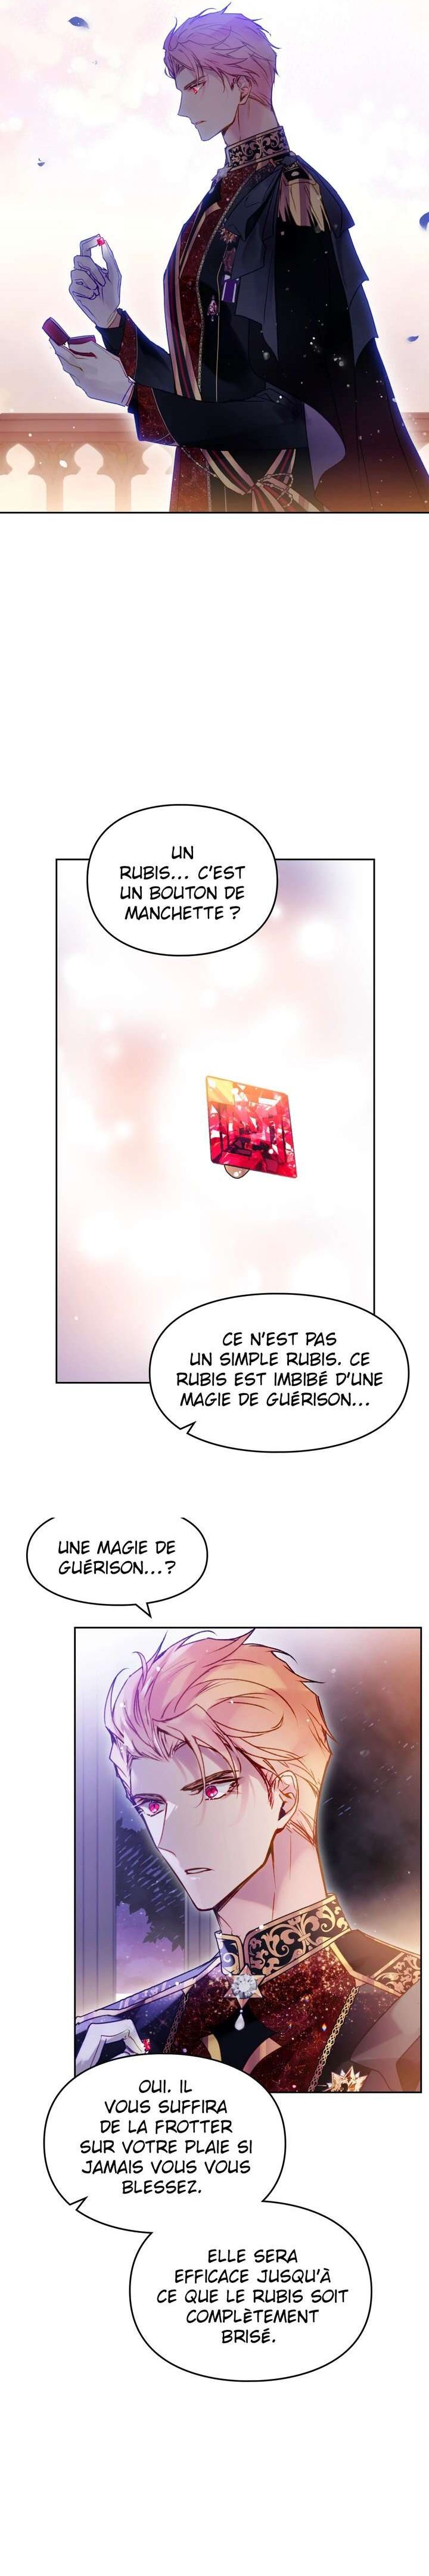 UN
RUBIS... C'EST
UN BOUTON DE
MANCHETTE ?
CE N'EST PAS
UN SIMPLE RUBIS. CE
RUBIS EST IMBIBÉ D'UNE
MAGIE DE GUÉRISON...
UNE MAGIE DE
GUÉRISON...?
OUI. IL
VOUS SUFFIRA
DE LA FROTTER
SUR VOTRE PLAIE SI
JAMAIS VOUS VOUS
BLESSEZ.
ELLE SERA
EFFICACE JUSQU'À
CE QUE LE RUBIS SOIT
COMPLÈTEMENT
BRISÉ.